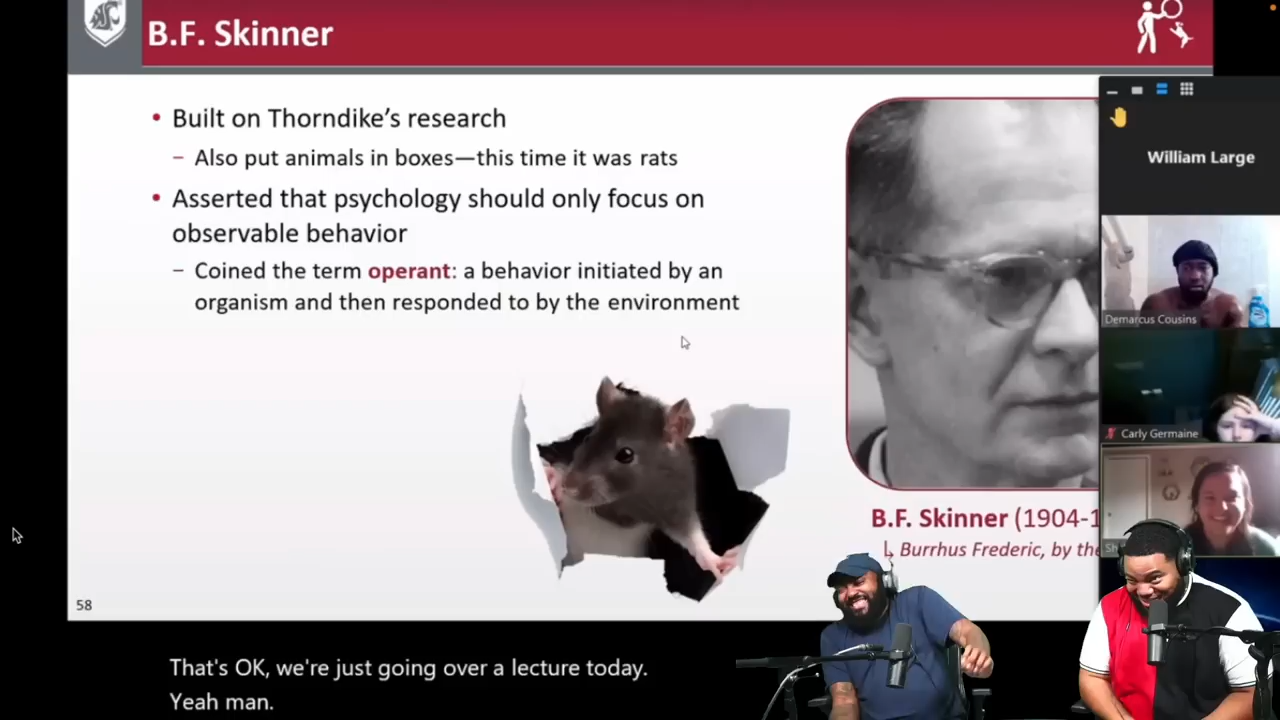 B.F. Skinner
• Built on Thorndike's research
– Also put animals in boxes—this time it was rats
• Asserted that psychology should only focus on
observable behavior
– Coined the term operant: a behavior initiated by an
organism and then responded to by the environment
William Large
Demarcus Cousins
Carly Germaine
B.F. Skinner (1904-1
Burrhus Frederic, by the
58
That's OK, we're just going over a lecture today.
Yeah man.